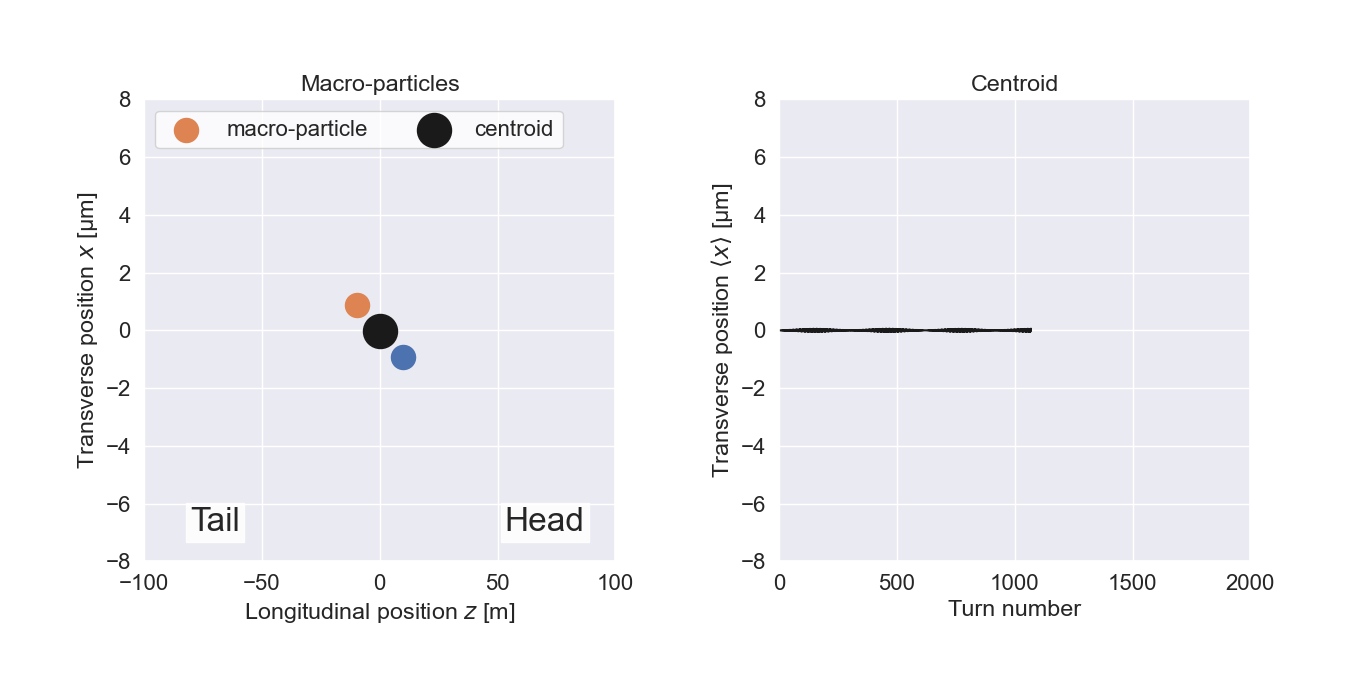 Macro-particles
macro-particle
centroid
8
6
4
2
0
−2
−4
−6
−8
Transverse position x [μm]
Tail
Head
−100
−50
0
50
100
Longitudinal position z [m]
Centroid
8
6
4
2
0
−2
−4
−6
−8
Transverse position ⟨x⟩ [μm]
0
500
1000
1500
2000
Turn number